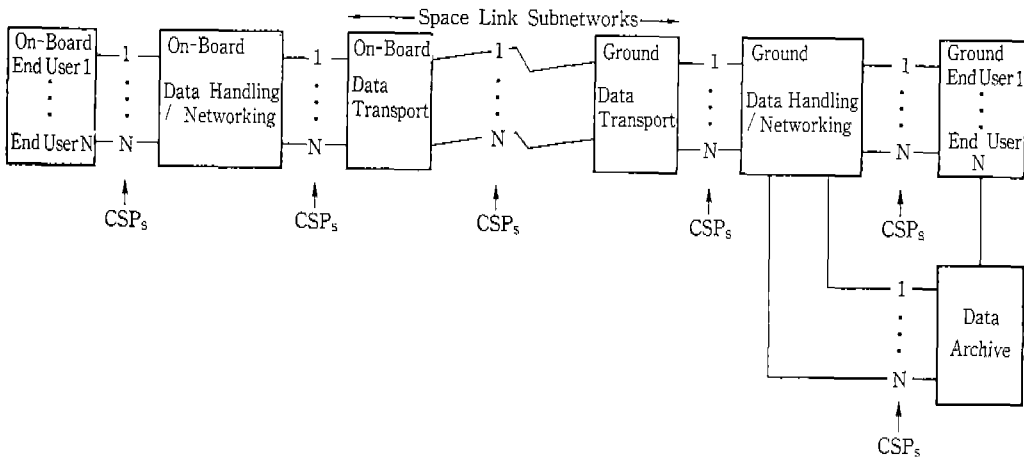 Space Link Subnetworks
On-Board
End User 1
End User N
1
N
CSPs
On-Board
Data Handling
/ Networking
1
N
CSPs
On-Board
Data
Transport
1
N
CSPs
Ground
Data
Transport
1
N
CSPs
Ground
Data Handling
/ Networking
1
N
CSPs
Ground
End User 1
End User
N
1
N
CSPs
Data
Archive